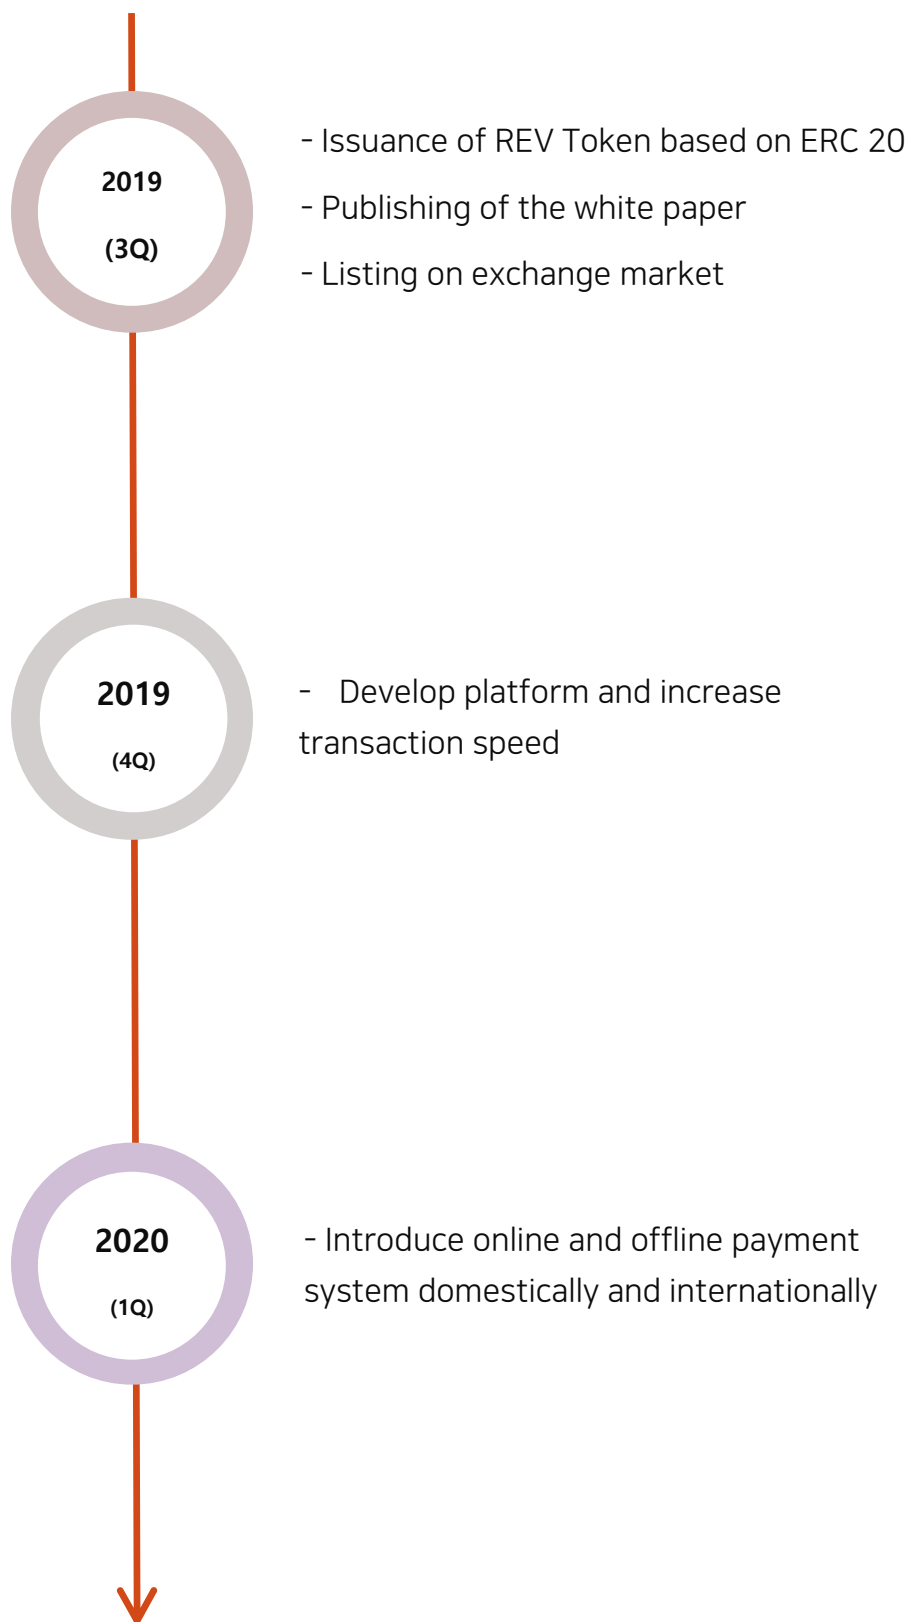 2019
(3Q)
- Issuance of REV Token based on ERC 20
- Publishing of the white paper
- Listing on exchange market
2019
(4Q)
- Develop platform and increase
transaction speed
2020
(1Q)
- Introduce online and offline payment
system domestically and internationally